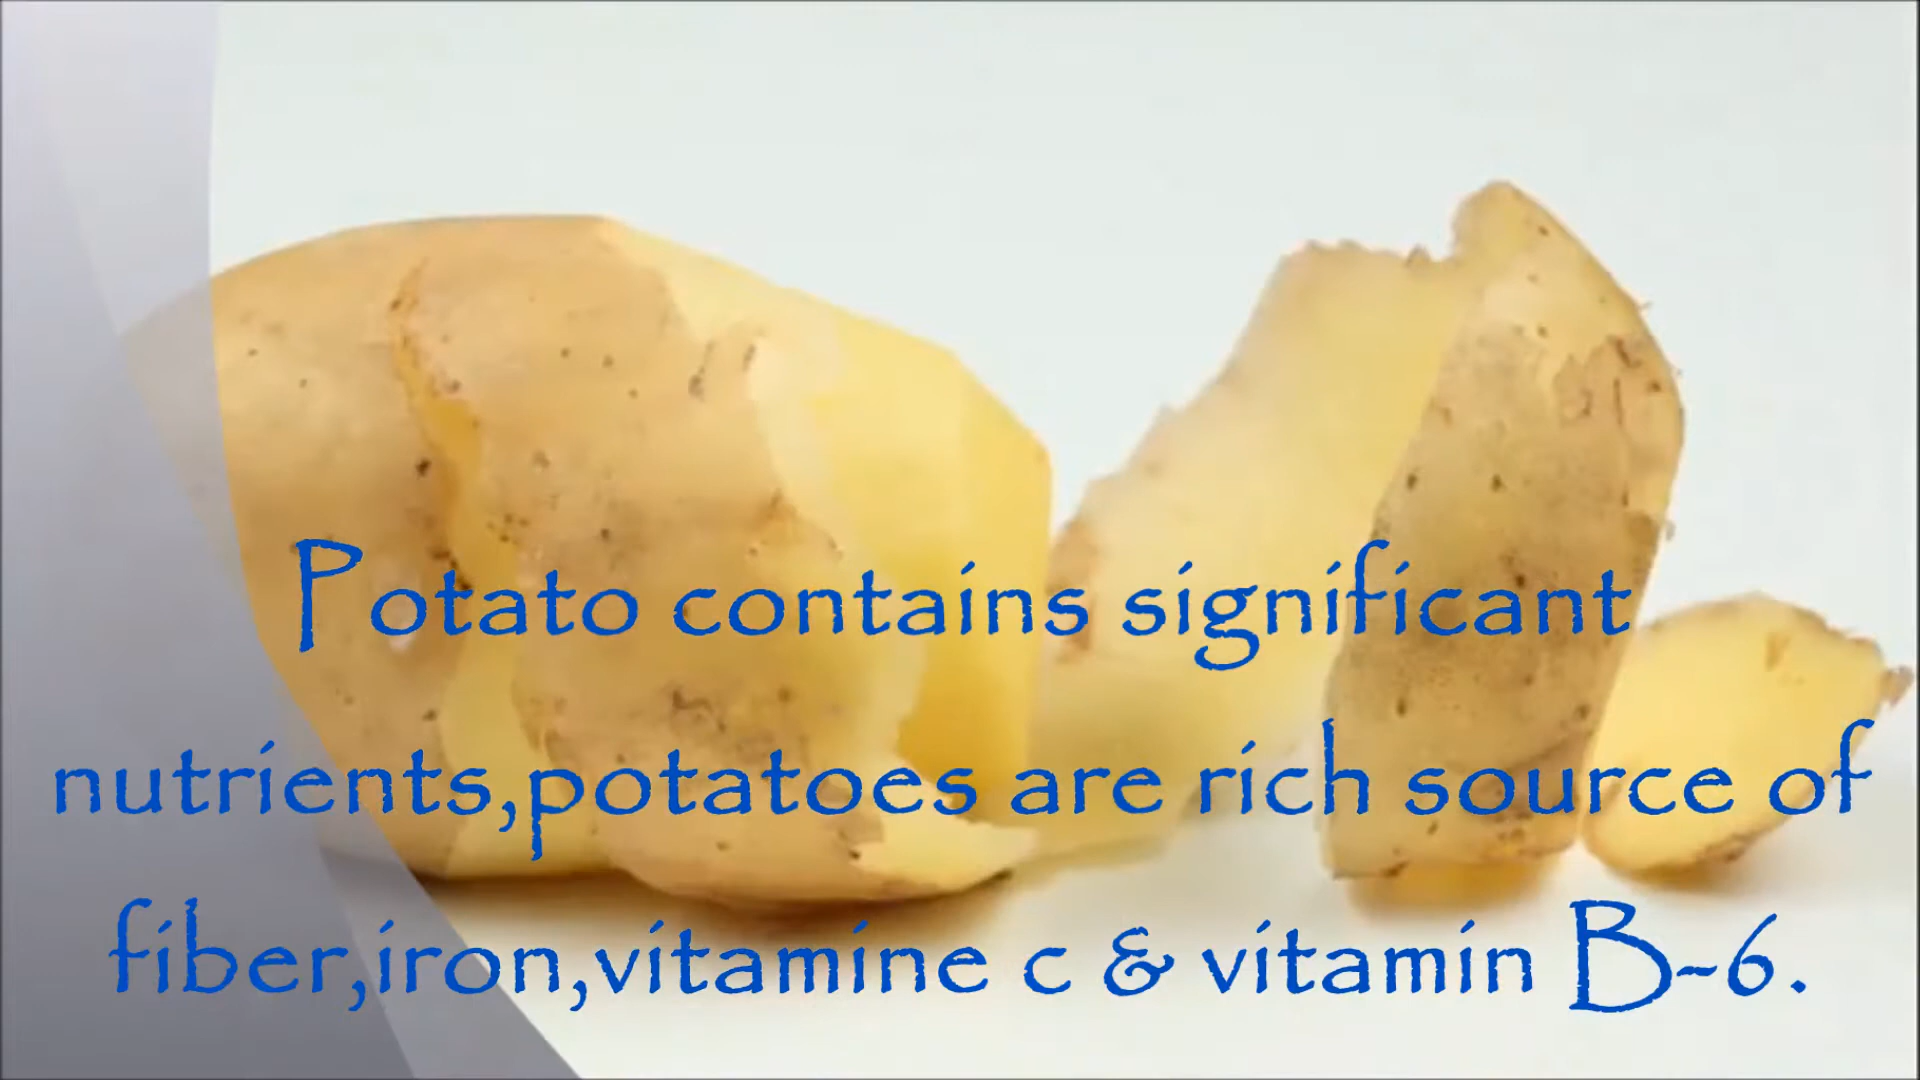 Potato contains significant
nutrients,potatoes are rich source of
fiber,iron,vitamine c & vitamin B-6.